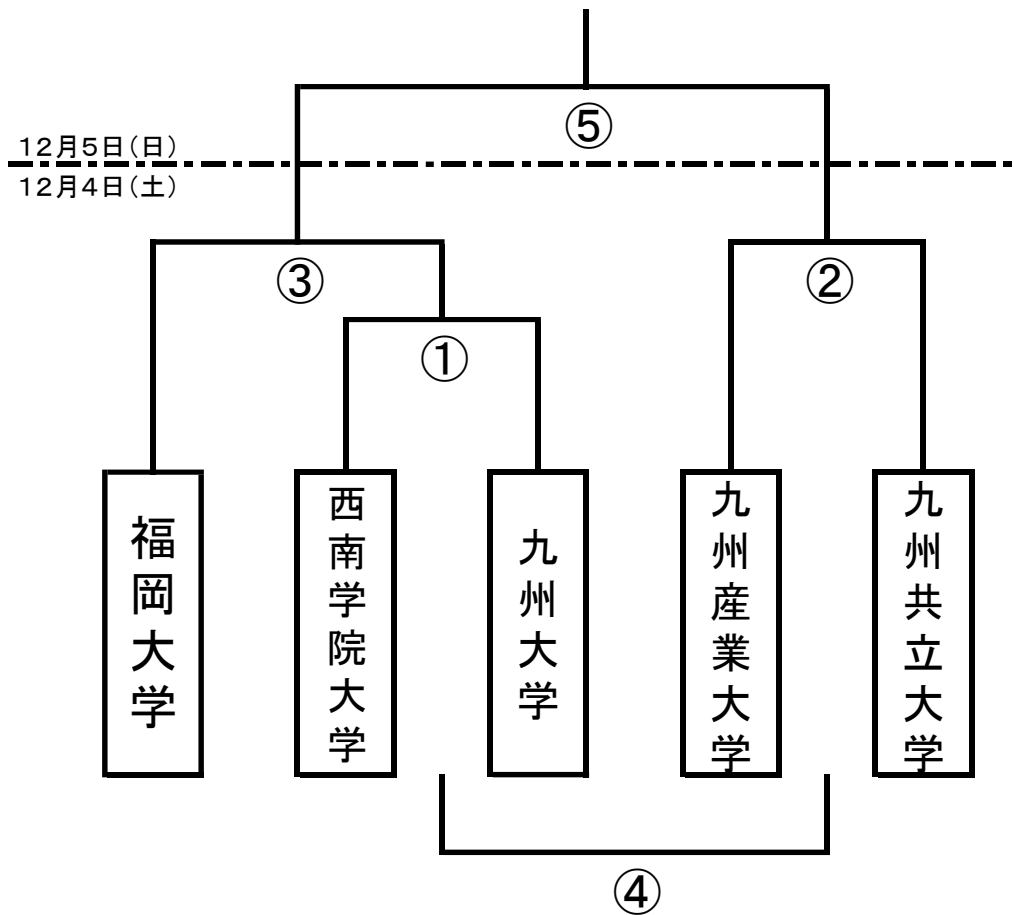 ⑤
12月5日(日)
12月4日(土)
③
②
①
福岡大学
西南学院大学
九州大学
九州産業大学
九州共立大学
④